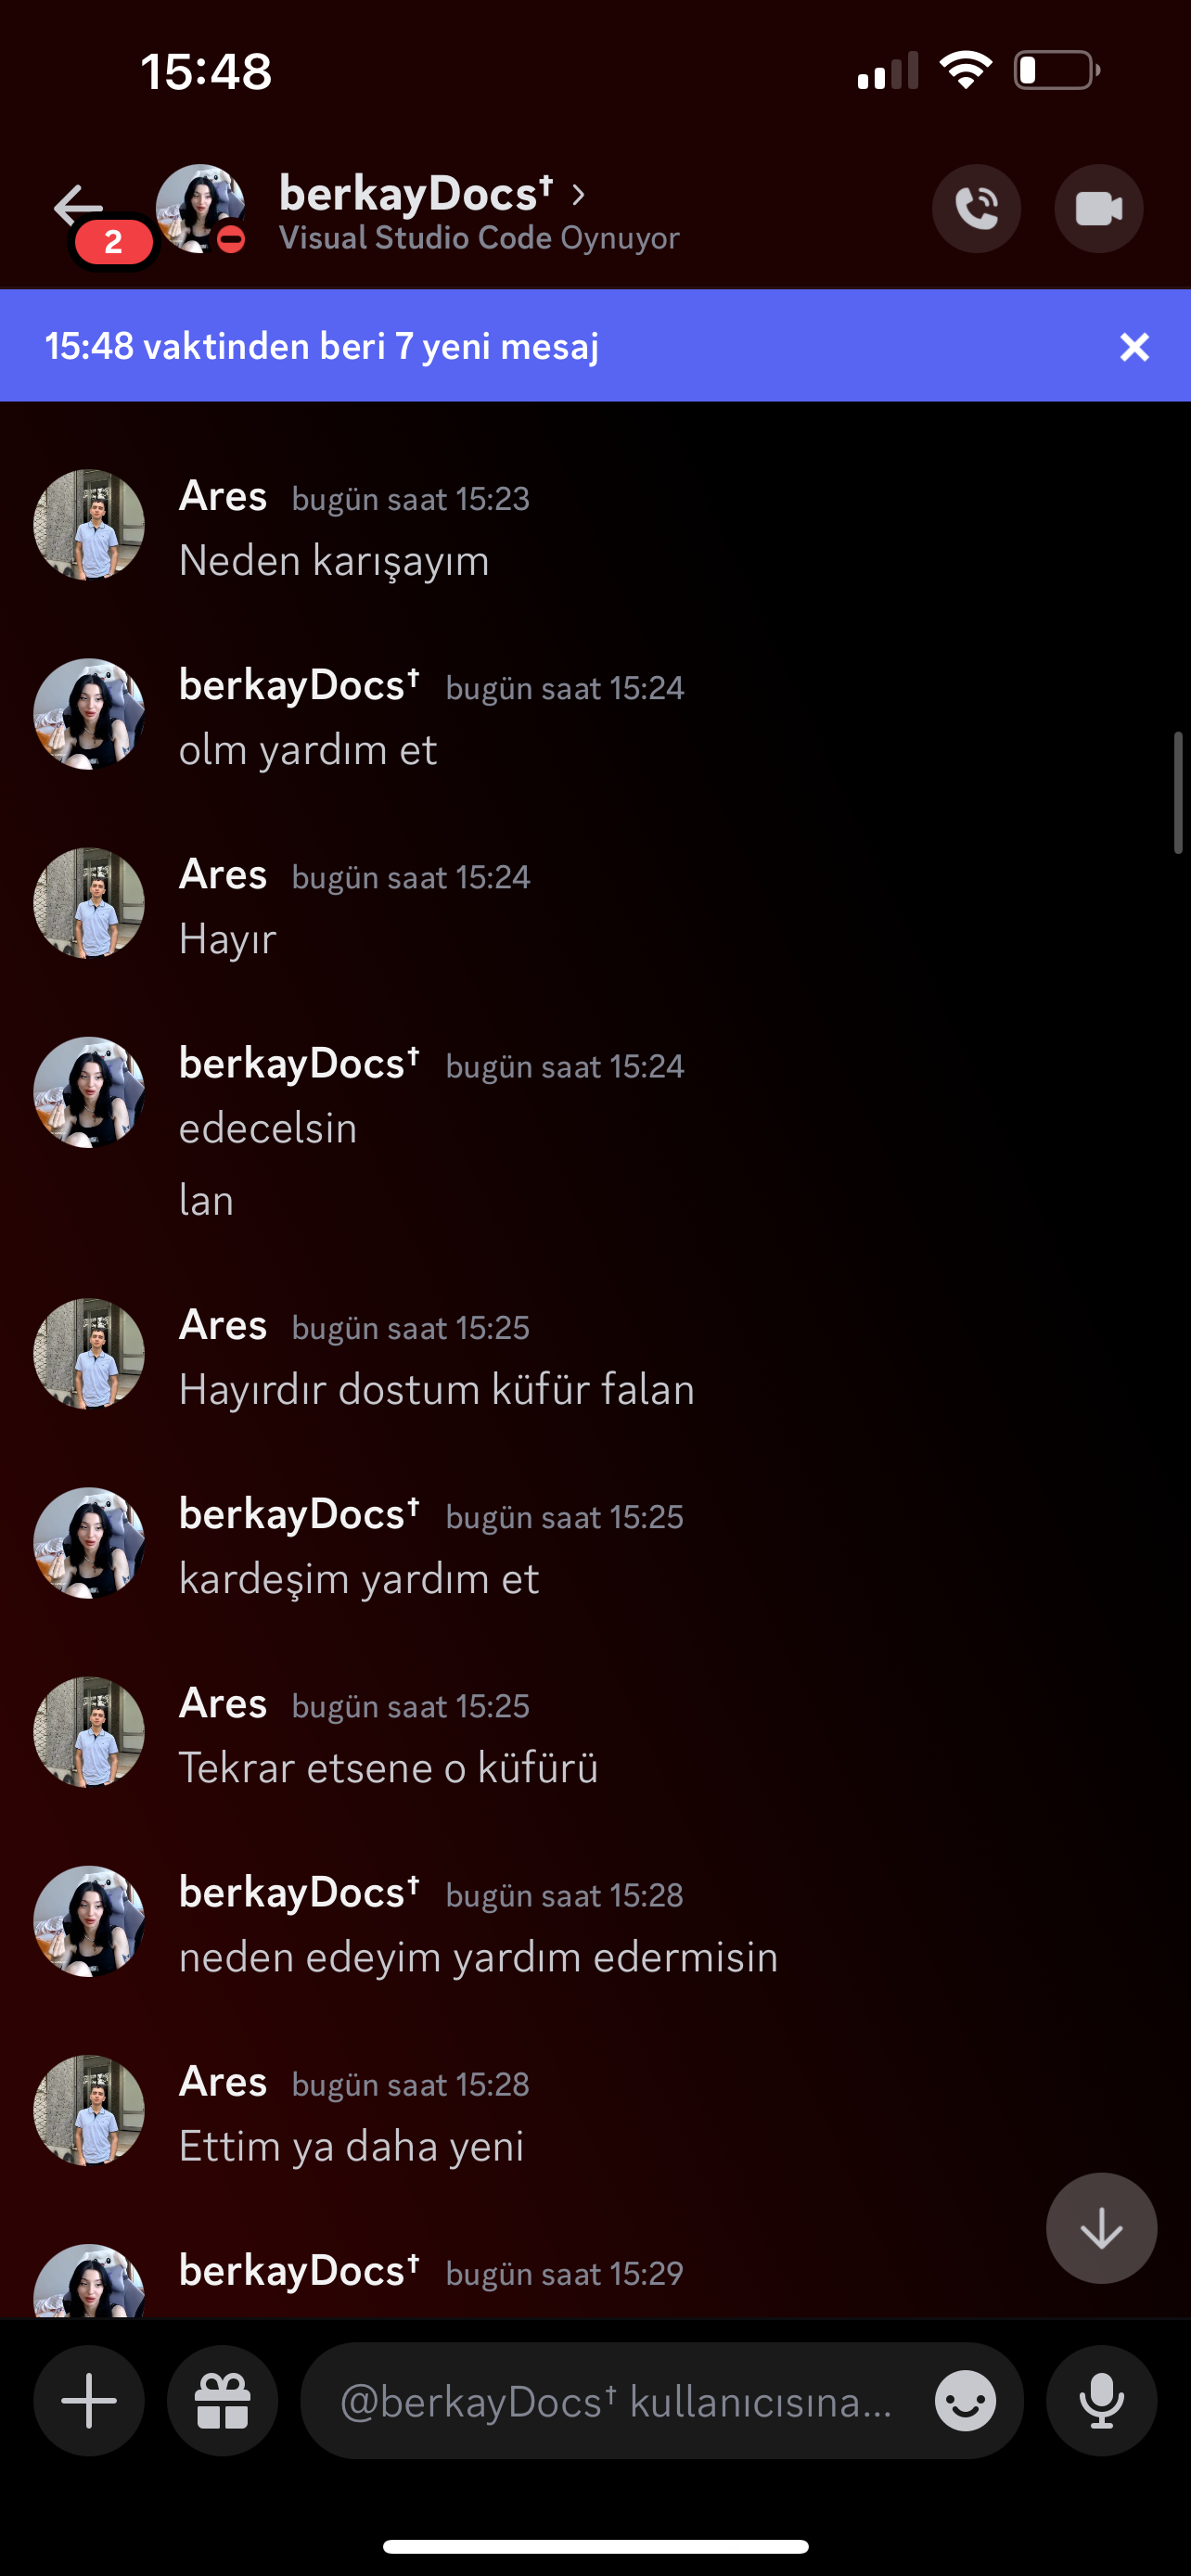 15:48
2
berkayDocs† >
Visual Studio Code Oynuyor
15:48 vaktinden beri 7 yeni mesaj
Ares bugün saat 15:23
Neden karışayım
berkayDocs† bugün saat 15:24
olm yardım et
Ares bugün saat 15:24
Hayır
berkayDocs† bugün saat 15:24
edecelsin
lan
Ares bugün saat 15:25
Hayırdır dostum küfür falan
berkayDocs† bugün saat 15:25
kardeşim yardım et
Ares bugün saat 15:25
Tekrar etsene o küfürü
berkayDocs† bugün saat 15:28
neden edeyim yardım edermisin
Ares bugün saat 15:28
Ettim ya daha yeni
berkayDocs† bugün saat 15:29
@berkayDocs† kullanıcısına...